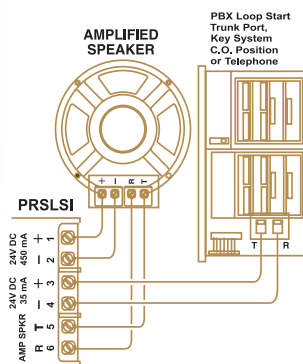 AMPLIFIED
SPEAKER
PBX Loop Start
Trunk Port,
Key System
C.O. Position
or Telephone
+ − R T
PRSLSI
24V DC
450 mA
+ 1
− 2
24V DC
35 mA
+ 3
− 4
AMP SPKR
T 5
R 6
T R